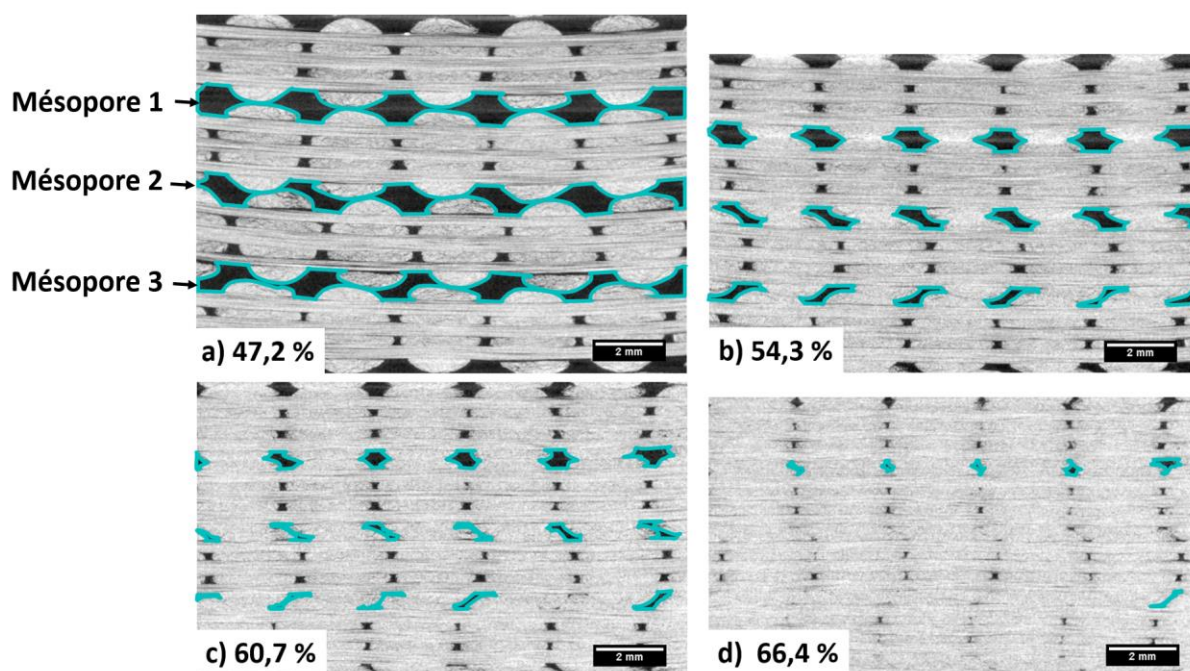 Mésopore 1
Mésopore 2
Mésopore 3
a) 47,2 %
2 mm
b) 54,3 %
2 mm
c) 60,7 %
2 mm
d) 66,4 %
2 mm